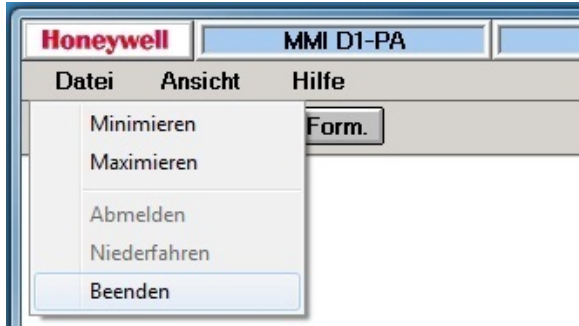 Honeywell MMI D1-PA
Datei Ansicht Hilfe
Minimieren Form.
Maximieren
Abmelden
Niederfahren
Beenden